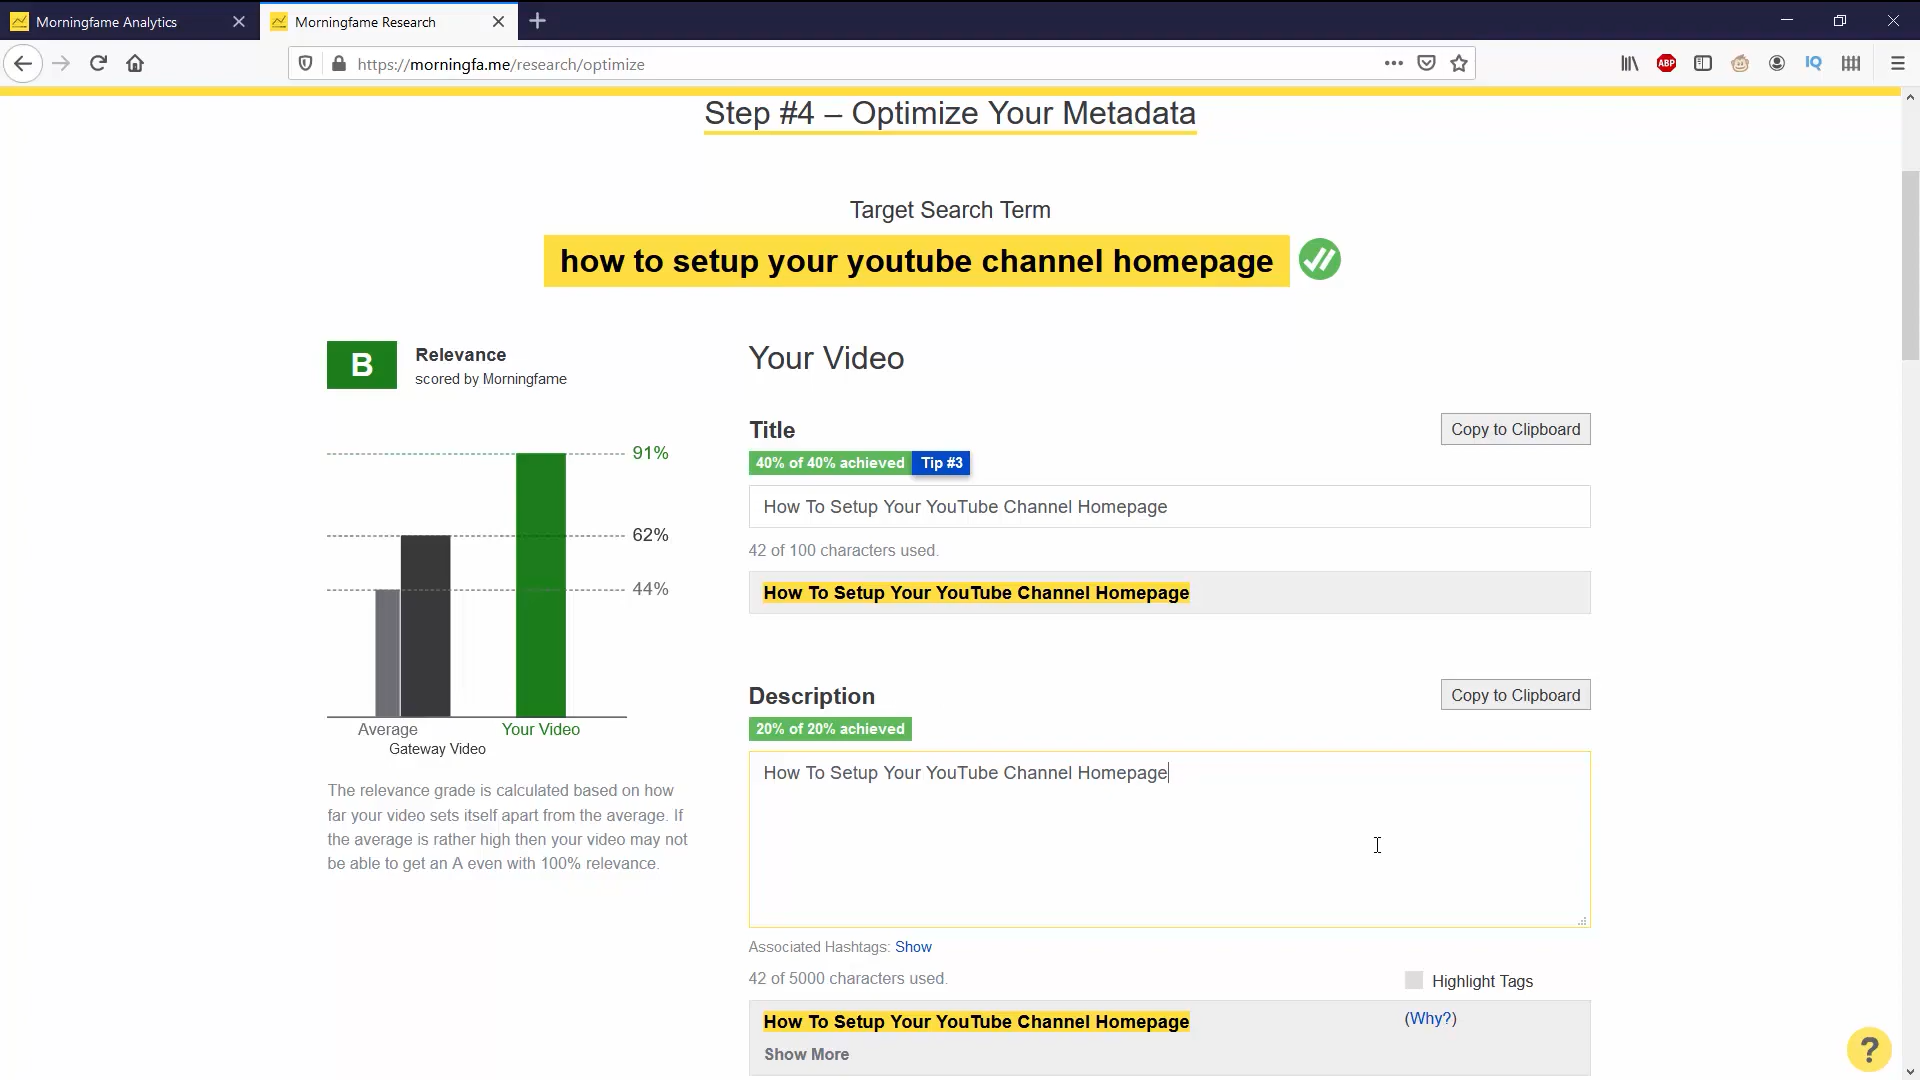 Morningfame Analytics
Morningfame Research
https://morningfa.me/research/optimize
ABP
IQ
Step #4 – Optimize Your Metadata
Target Search Term
how to setup your youtube channel homepage
B
Relevance
scored by Morningfame
91%
62%
44%
Average
Your Video
Gateway Video
The relevance grade is calculated based on how
far your video sets itself apart from the average. If
the average is rather high then your video may not
be able to get an A even with 100% relevance.
Your Video
Title
Copy to Clipboard
40% of 40% achieved
Tip #3
How To Setup Your YouTube Channel Homepage
42 of 100 characters used.
How To Setup Your YouTube Channel Homepage
Description
Copy to Clipboard
20% of 20% achieved
How To Setup Your YouTube Channel Homepage
Associated Hashtags: Show
42 of 5000 characters used.
Highlight Tags
(Why?)
How To Setup Your YouTube Channel Homepage
Show More
?